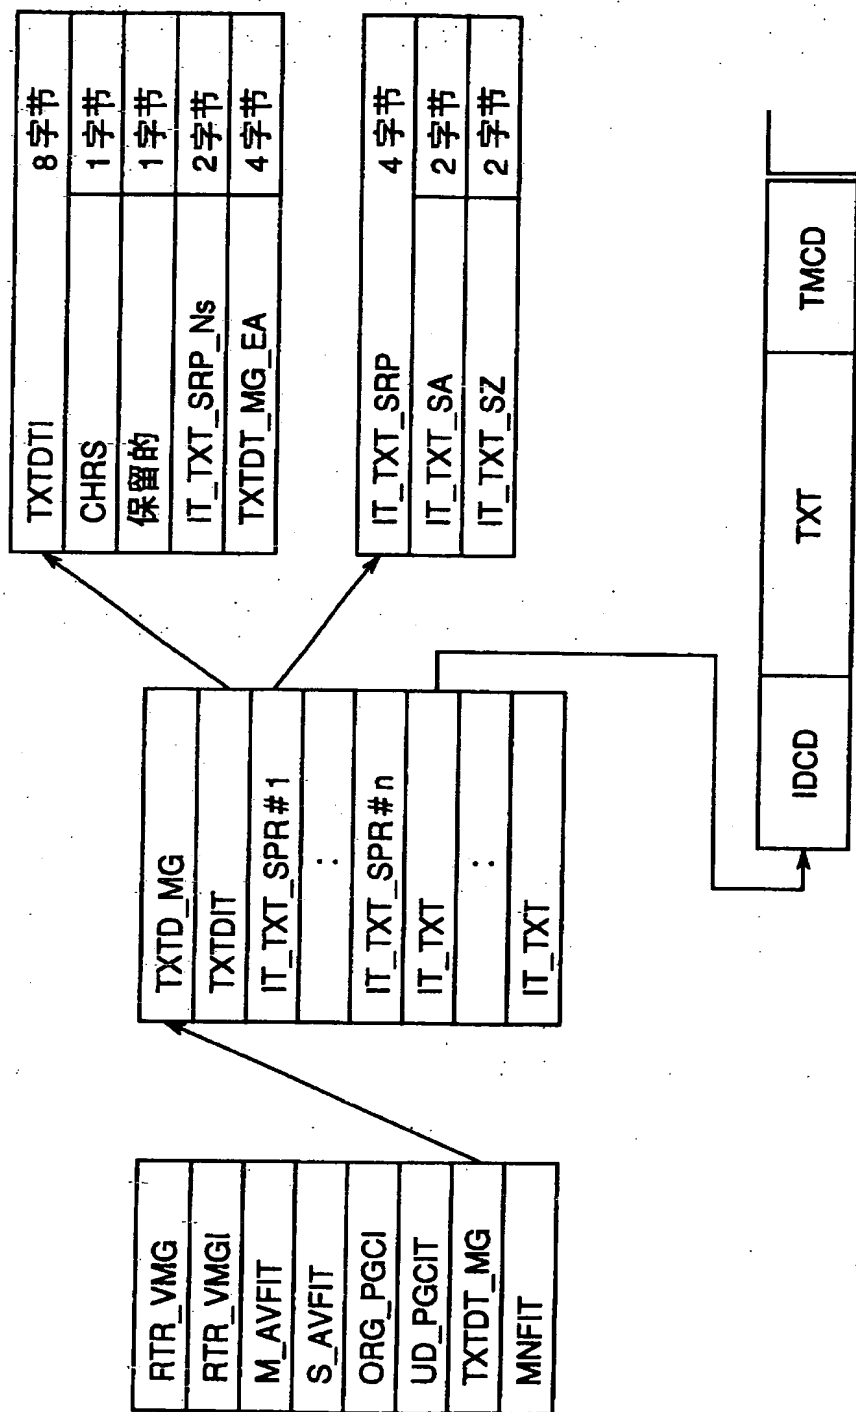 RTR_VMG
RTR_VMGI
M_AVFIT
S_AVFIT
ORG_PGCI
UD_PGCIT
TXTDT_MG
MNFIT
TXTD_MG
TXTDIT
IT_TXT_SPR#1
:
IT_TXT_SPR#n
IT_TXT
:
IT_TXT
TXTDTI 8字节
CHRS 1字节
保留的 1字节
IT_TXT_SRP_Ns 2字节
TXTDT_MG_EA 4字节
IT_TXT_SRP 4字节
IT_TXT_SA 2字节
IT_TXT_SZ 2字节
IDCD TXT TMCD